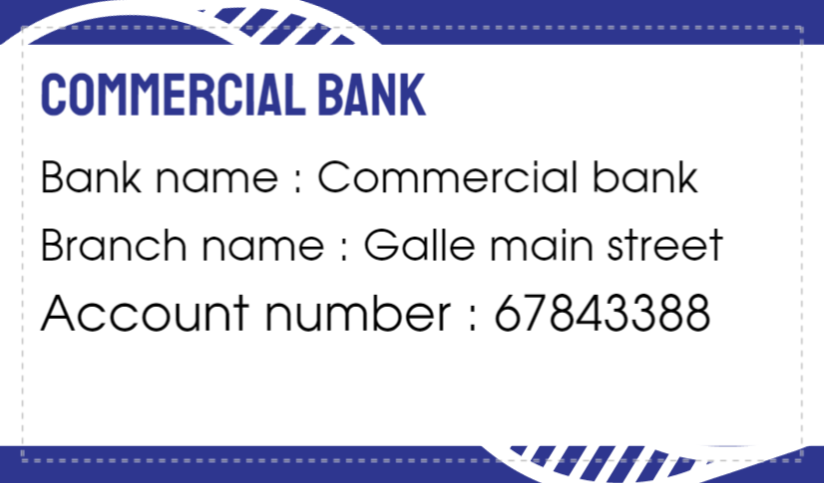 COMMERCIAL BANK
Bank name : Commercial bank
Branch name : Galle main street
Account number : 67843388